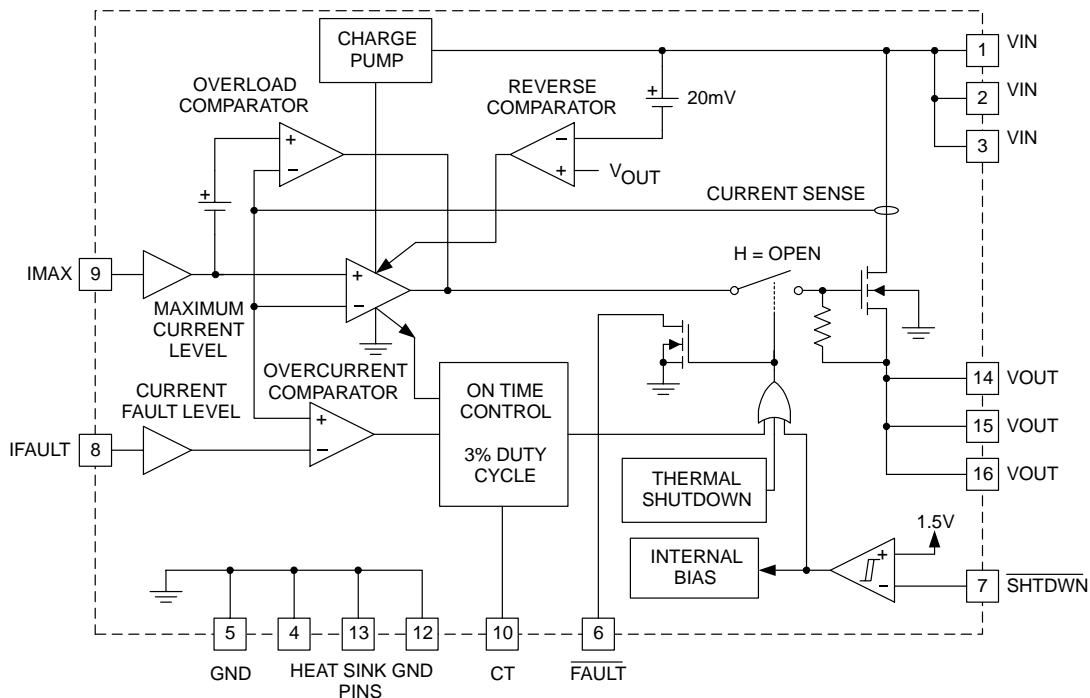 CHARGE
PUMP
1
VIN
OVERLOAD
COMPARATOR
REVERSE
COMPARATOR
+
20mV
2
VIN
3
VIN
+
−
−
+
VOUT
+
CURRENT SENSE
IMAX
9
H = OPEN
+
−
MAXIMUM
CURRENT
LEVEL
OVERCURRENT
COMPARATOR
CURRENT
FAULT LEVEL
ON TIME
CONTROL
3% DUTY
CYCLE
14
VOUT
15
VOUT
16
VOUT
IFAULT
8
+
−
THERMAL
SHUTDOWN
1.5V
INTERNAL
BIAS
+
−
7
SHTDWN
5
4
13
12
10
6
GND
HEAT SINK GND
PINS
CT
FAULT